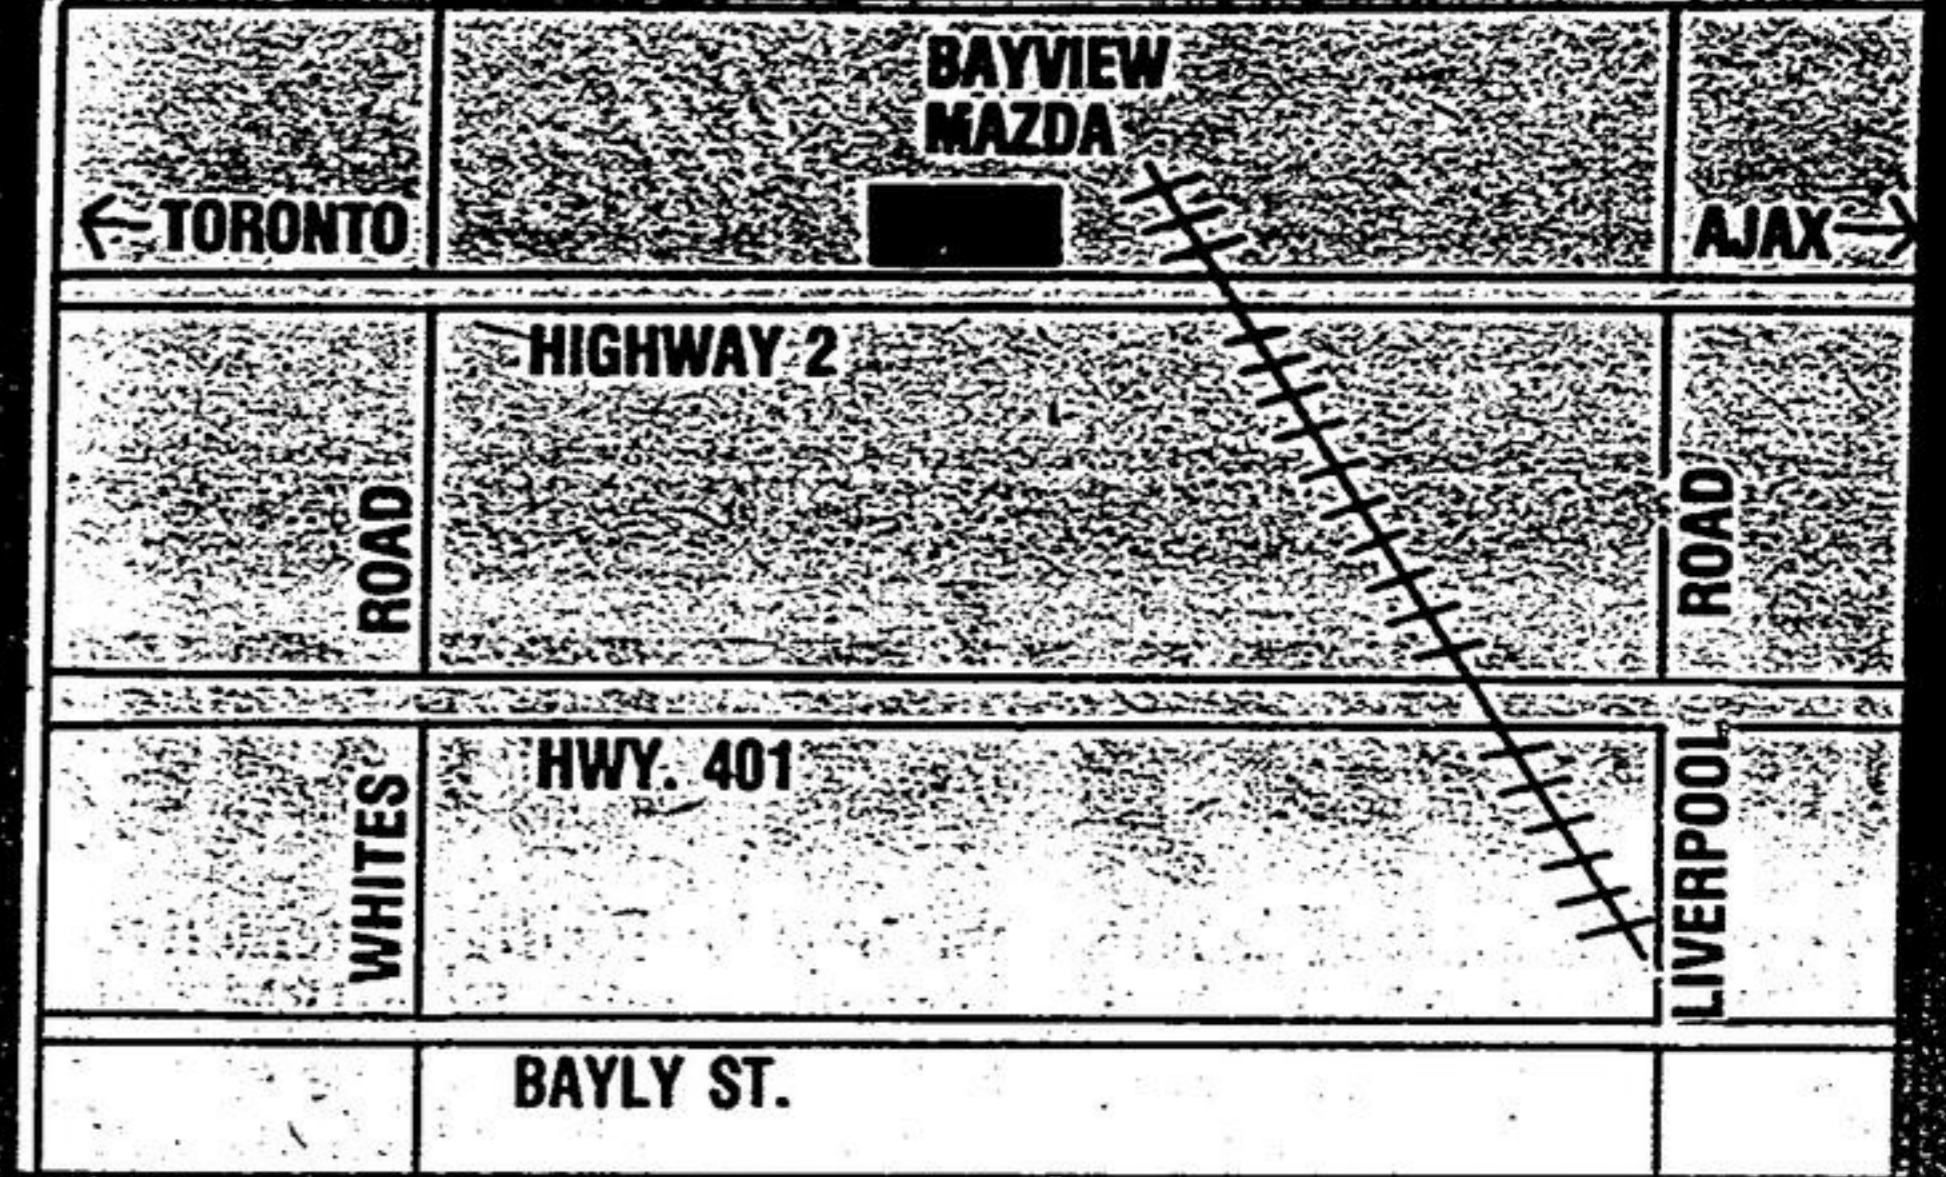 BAYVIEW
MAZDA
←TORONTO
AJAX→
HIGHWAY 2
ROAD
ROAD
HWY. 401
WHITES
LIVERPOOL
BAYLY ST.